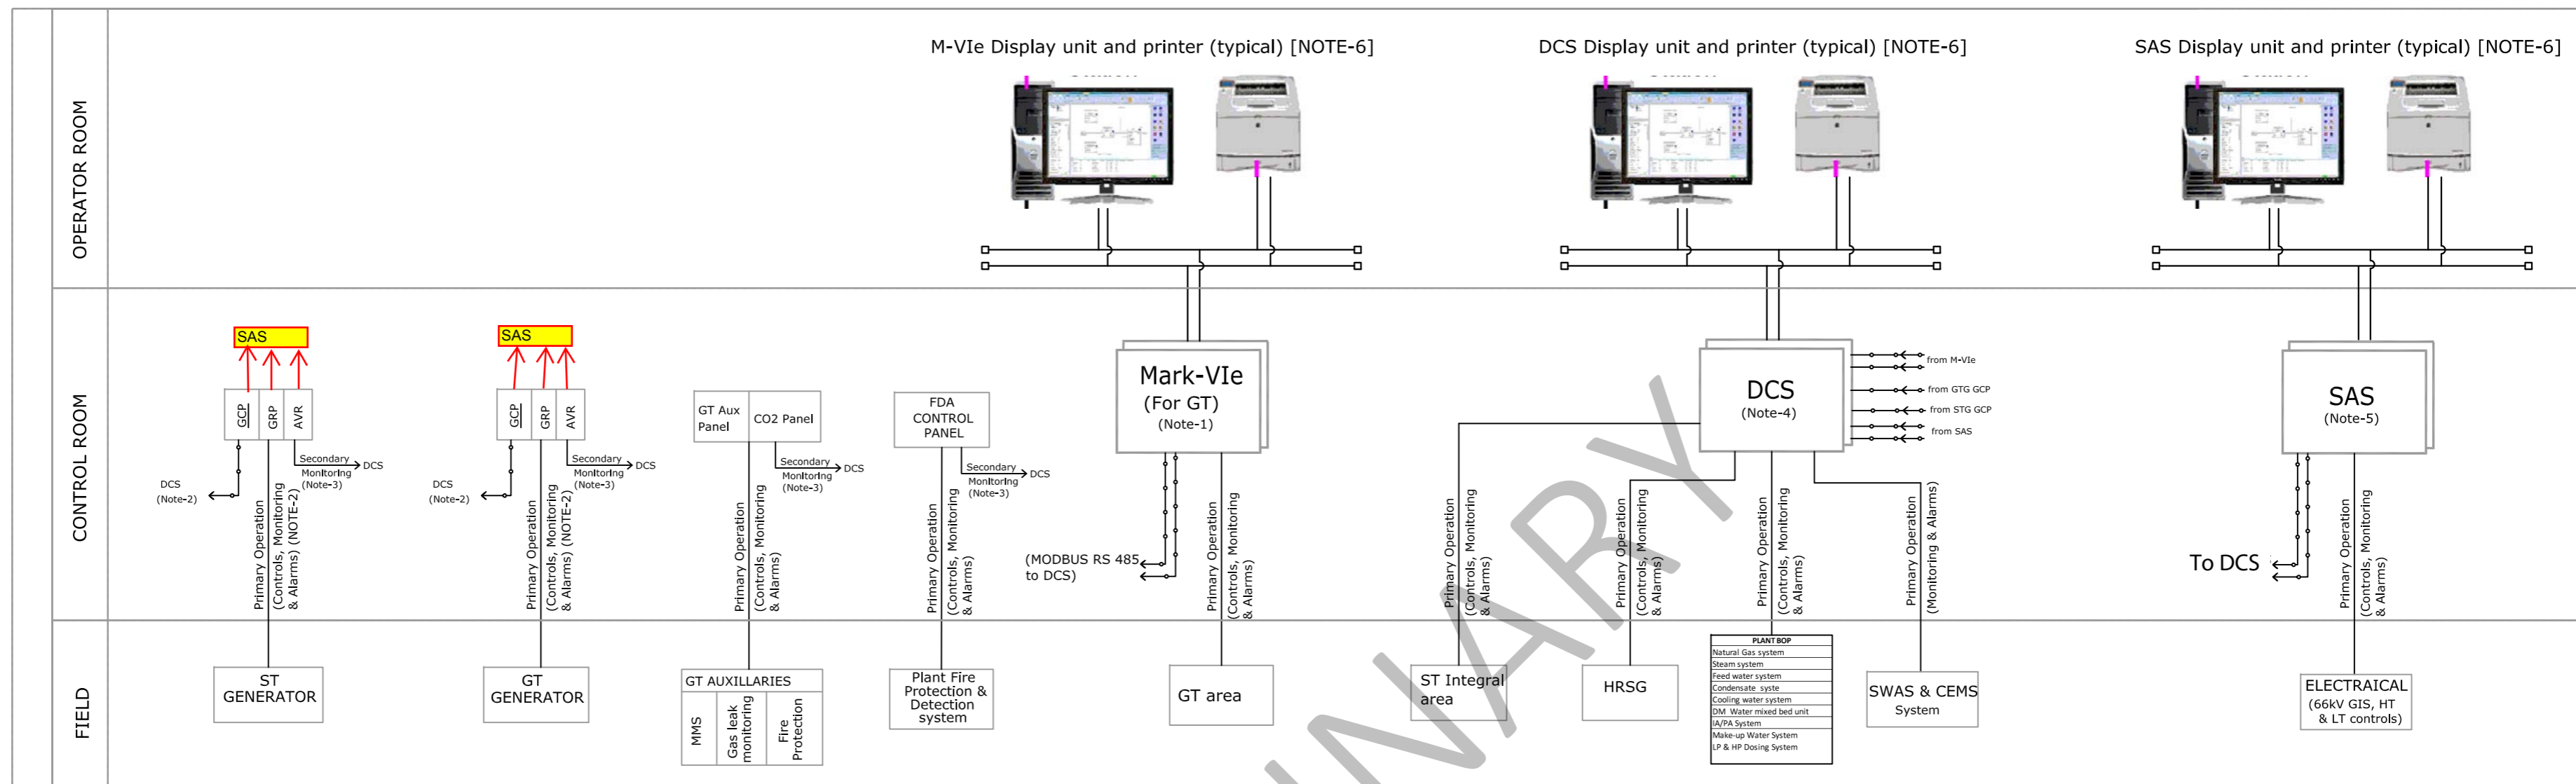 M-VIe Display unit and printer (typical) [NOTE-6]
DCS Display unit and printer (typical) [NOTE-6]
SAS Display unit and printer (typical) [NOTE-6]
OPERATOR ROOM
CONTROL ROOM
FIELD
SAS
GCP
GRP
AVR
DCS
(Note-2)
Secondary
Monitoring
(Note-3)
DCS
Primary Operation
(Controls, Monitoring
& Alarms) (NOTE-2)
ST
GENERATOR
SAS
GCP
GRP
AVR
DCS
(Note-2)
Secondary
Monitoring
(Note-3)
DCS
Primary Operation
(Controls, Monitoring
& Alarms) (NOTE-2)
GT
GENERATOR
GT Aux
Panel
CO2 Panel
Secondary
Monitoring
(Note-3)
DCS
Primary Operation
(Controls, Monitoring
& Alarms)
GT AUXILLARIES
MMS
Gas leak
monitoring
Fire
Protection
FDA
CONTROL
PANEL
Secondary
Monitoring
(Note-3)
DCS
Primary Operation
(Controls, Monitoring
& Alarms)
Plant Fire
Protection &
Detection
system
Mark-VIe
(For GT)
(Note-1)
(MODBUS RS 485
to DCS)
Primary Operation
(Controls, Monitoring
& Alarms)
GT area
DCS
(Note-4)
from M-VIe
from GTG GCP
from STG GCP
from SAS
Primary Operation
(Controls, Monitoring
& Alarms)
ST Integral
area
Primary Operation
(Controls, Monitoring
& Alarms)
HRSG
Primary Operation
(Controls, Monitoring
& Alarms)
PLANT BOP
Natural Gas system
Steam system
Feed water system
Condensate syste
Cooling water system
DM Water mixed bed unit
IA/PA System
Make-up Water System
LP & HP Dosing System
Primary Operation
(Monitoring & Alarms)
SWAS & CEMS
System
SAS
(Note-5)
To DCS
Primary Operation
(Controls, Monitoring
& Alarms)
ELECTRAICAL
(66kV GIS, HT
& LT controls)
INARY